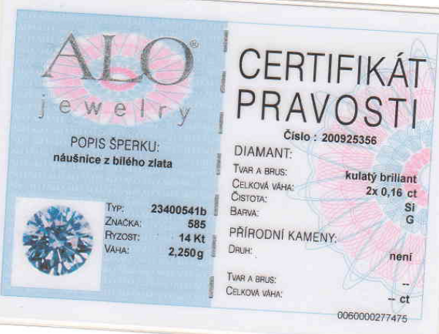 ALO®
jewelry
POPIS ŠPERKU:
náušnice z bílého zlata
TYP: 23400541b
ZNAČKA: 585
RYZOST: 14 Kt
VÁHA: 2,250g
CERTIFIKÁT
PRAVOSTI
Číslo : 200925356
DIAMANT:
TVAR A BRUS: kulatý briliant
CELKOVÁ VÁHA: 2x 0,16 ct
ČISTOTA: Si
BARVA: G
PŘÍRODNÍ KAMENY:
DRUH: není
TVAR A BRUS: --
CELKOVÁ VÁHA: -- ct
0060000277475